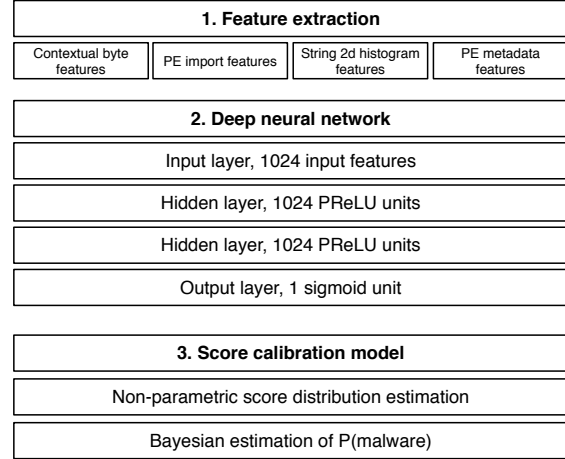 1. Feature extraction
Contextual byte
features
PE import features
String 2d histogram
features
PE metadata
features
2. Deep neural network
Input layer, 1024 input features
Hidden layer, 1024 PReLU units
Hidden layer, 1024 PReLU units
Output layer, 1 sigmoid unit
3. Score calibration model
Non-parametric score distribution estimation
Bayesian estimation of P(malware)